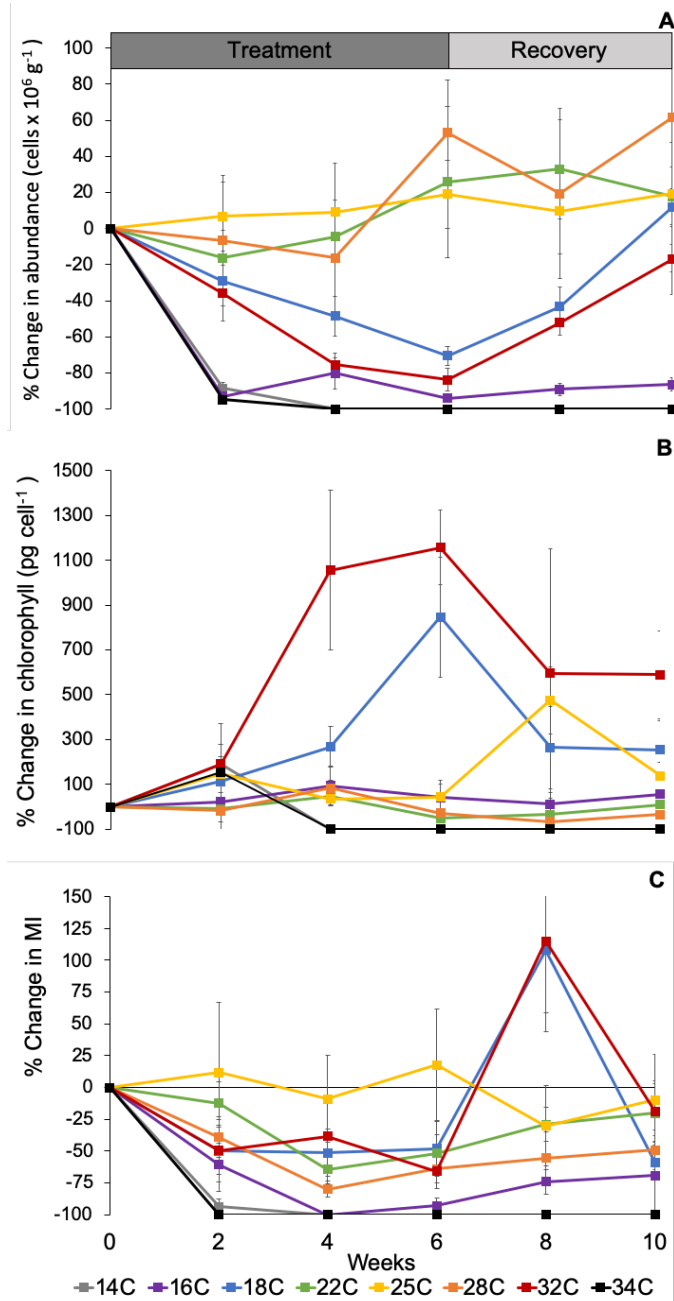 A
Treatment
Recovery
% Change in abundance (cells x 10⁶ g⁻¹)
100
80
60
40
20
0
-20
-40
-60
-80
-100
B
% Change in chlorophyll (pg cell⁻¹)
1500
1300
1100
900
700
500
300
100
-100
C
% Change in MI
150
125
100
75
50
25
0
-25
-50
-75
-100
0 2 4 6 8 10
Weeks
14C 16C 18C 22C 25C 28C 32C 34C